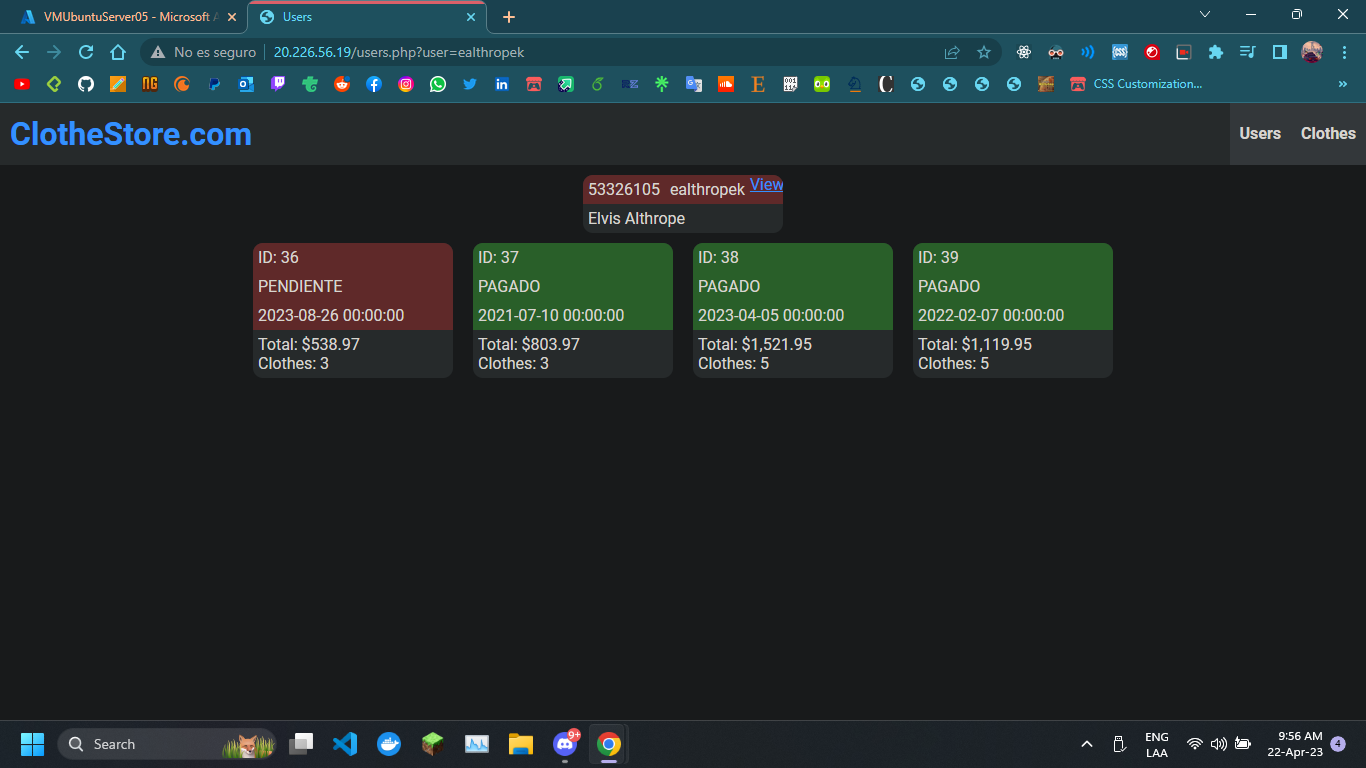 VMUbuntuServer05 - Microsoft A
Users
No es seguro
20.226.56.19/users.php?user=ealthropek
CSS Customization...
ClotheStore.com
Users
Clothes
53326105 ealthropek View
Elvis Althrope
ID: 36
PENDIENTE
2023-08-26 00:00:00
Total: $538.97
Clothes: 3
ID: 37
PAGADO
2021-07-10 00:00:00
Total: $803.97
Clothes: 3
ID: 38
PAGADO
2023-04-05 00:00:00
Total: $1,521.95
Clothes: 5
ID: 39
PAGADO
2022-02-07 00:00:00
Total: $1,119.95
Clothes: 5
Search
9+
ENG
LAA
9:56 AM
22-Apr-23
4